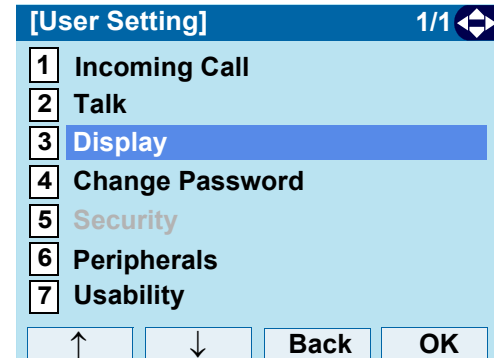 [User Setting] 1/1
1 Incoming Call
2 Talk
3 Display
4 Change Password
5 Security
6 Peripherals
7 Usability
↑ ↓ Back OK